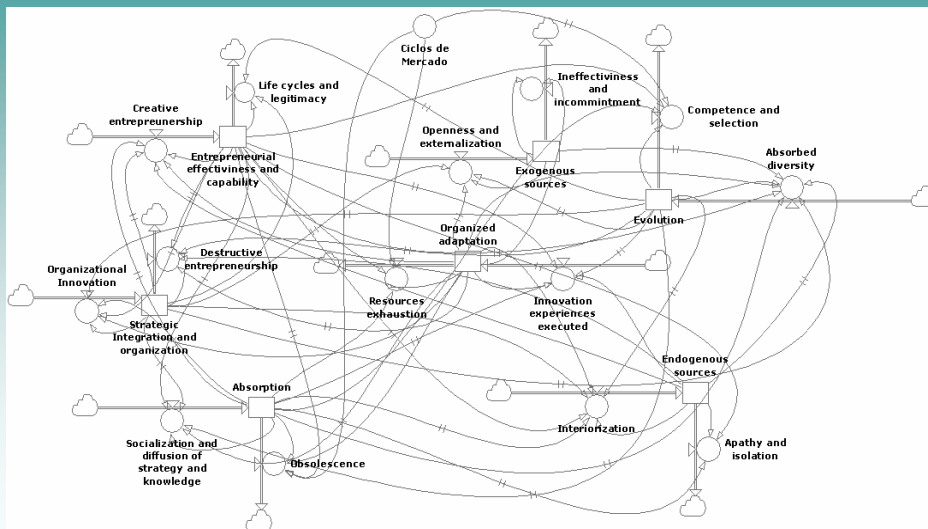 Ciclos de
Mercado
Life cycles and
legitimacy
Ineffectiviness
and
incommintment
Creative
entrepreunership
Openness and
externalization
Competence and
selection
Absorbed
diversity
Entrepreneurial
effectiviness and
capability
Exogenous
sources
Evolution
Organized
adaptation
Destructive
entrepreneurship
Organizational
Innovation
Resources
exhaustion
Innovation
experiences
executed
Strategic
Integration and
organization
Endogenous
sources
Absorption
Interiorization
Apathy and
isolation
Socialization and
diffusion of
strategy and
knowledge
Obsolescence